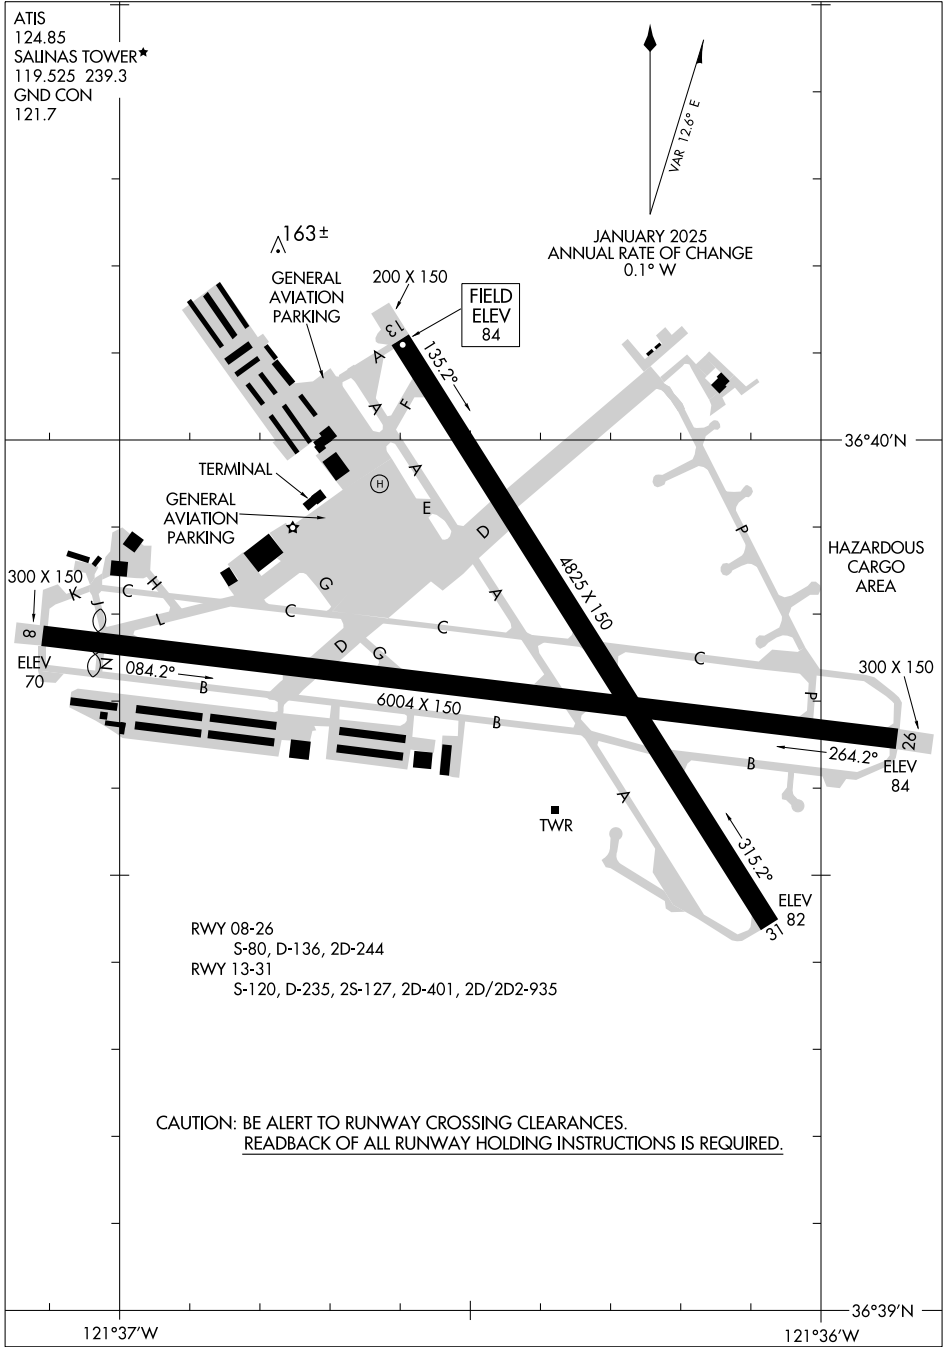 ATIS
124.85
SALINAS TOWER★
119.525 239.3
GND CON
121.7
VAR 12.6° E
JANUARY 2025
ANNUAL RATE OF CHANGE
0.1° W
163±
GENERAL
AVIATION
PARKING
200 X 150
FIELD
ELEV
84
13
135.2°
A
A
F
A
36°40'N
TERMINAL
GENERAL
AVIATION
PARKING
H
E
D
P
HAZARDOUS
CARGO
AREA
4825 X 150
300 X 150
K
J
C
H
L
G
C
A
C
C
8
ELEV
70
N
084.2°
B
D
G
6004 X 150
B
P
300 X 150
26
264.2°
ELEV
84
B
A
TWR
315.2°
ELEV
82
31
RWY 08-26
S-80, D-136, 2D-244
RWY 13-31
S-120, D-235, 2S-127, 2D-401, 2D/2D2-935
CAUTION: BE ALERT TO RUNWAY CROSSING CLEARANCES.
READBACK OF ALL RUNWAY HOLDING INSTRUCTIONS IS REQUIRED.
36°39'N
121°37'W
121°36'W